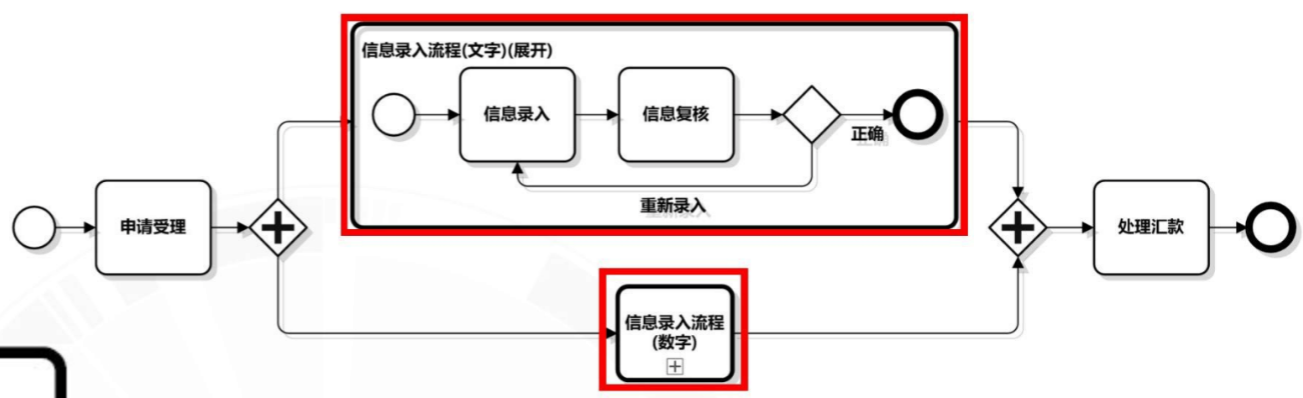 信息录入流程(文字)(展开)
信息录入
信息复核
正确
重新录入
申请受理
处理汇款
信息录入流程
(数字)